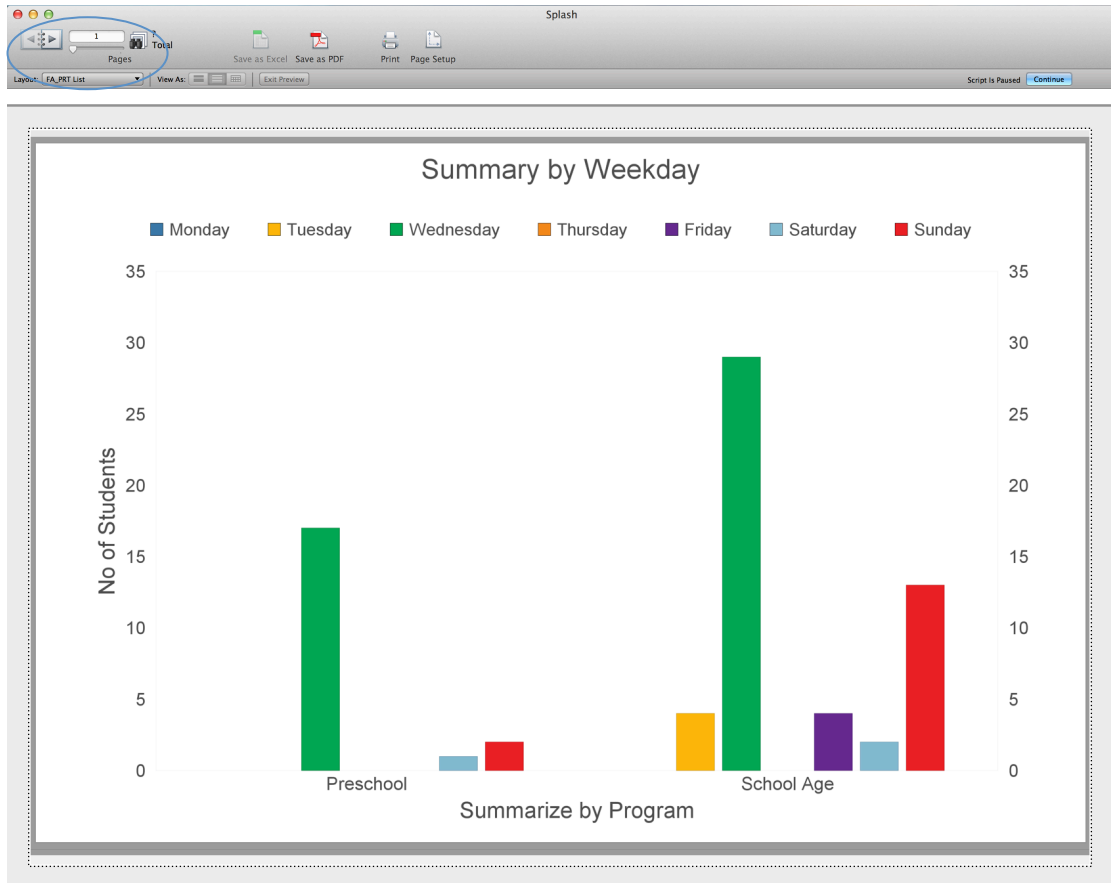 Splash
1
?
Total
Pages
Save as Excel Save as PDF Print Page Setup
Layout: FA_PRT List View As: Exit Preview Script is Paused Continue
Summary by Weekday
Monday Tuesday Wednesday Thursday Friday Saturday Sunday
35 35
30 30
25 25
20 20
15 15
10 10
5 5
0 0
No of Students
Preschool School Age
Summarize by Program